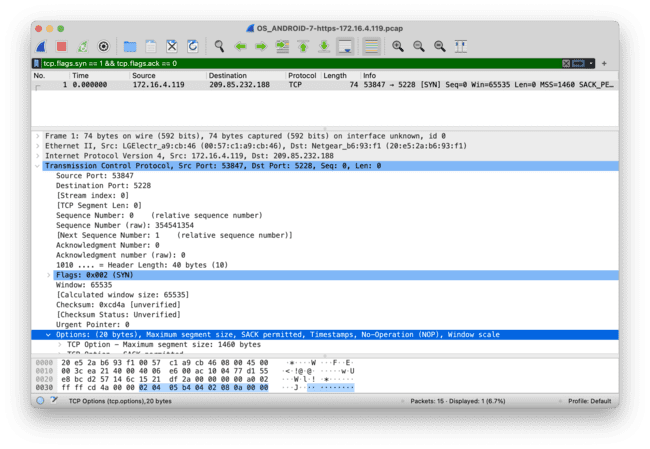 OS_ANDROID-7-https-172.16.4.119.pcap
tcp.flags.syn == 1 && tcp.flags.ack == 0
No. Time Source Destination Protocol Length Info
1 0.000000 172.16.4.119 209.85.232.188 TCP 74 53847 → 5228 [SYN] Seq=0 Win=65535 Len=0 MSS=1460 SACK_PE…
Frame 1: 74 bytes on wire (592 bits), 74 bytes captured (592 bits) on interface unknown, id 0
Ethernet II, Src: LGElectr_a9:cb:46 (00:57:c1:a9:cb:46), Dst: Netgear_b6:93:f1 (20:e5:2a:b6:93:f1)
Internet Protocol Version 4, Src: 172.16.4.119, Dst: 209.85.232.188
Transmission Control Protocol, Src Port: 53847, Dst Port: 5228, Seq: 0, Len: 0
Source Port: 53847
Destination Port: 5228
[Stream index: 0]
[TCP Segment Len: 0]
Sequence Number: 0 (relative sequence number)
Sequence Number (raw): 354541354
[Next Sequence Number: 1 (relative sequence number)]
Acknowledgment Number: 0
Acknowledgment number (raw): 0
1010 .... = Header Length: 40 bytes (10)
Flags: 0x002 (SYN)
Window: 65535
[Calculated window size: 65535]
Checksum: 0xcd4a [unverified]
[Checksum Status: Unverified]
Urgent Pointer: 0
Options: (20 bytes), Maximum segment size, SACK permitted, Timestamps, No-Operation (NOP), Window scale
TCP Option - Maximum segment size: 1460 bytes
TCP Option - SACK permitted
0000 20 e5 2a b6 93 f1 00 57 c1 a9 cb 46 08 00 45 00 ·*····W ···F··E·
0010 00 3c ea 21 40 00 40 06 e6 00 ac 10 04 77 d1 55 ·<·!@·@· ·····w·U
0020 e8 bc d2 57 14 6c 15 21 df 2a 00 00 00 00 a0 02 ···W·l·! ·*······
0030 ff ff cd 4a 00 00 02 04 05 b4 04 02 08 0a 00 00 ···J···· ········
TCP Options (tcp.options), 20 bytes
Packets: 15 · Displayed: 1 (6.7%)
Profile: Default